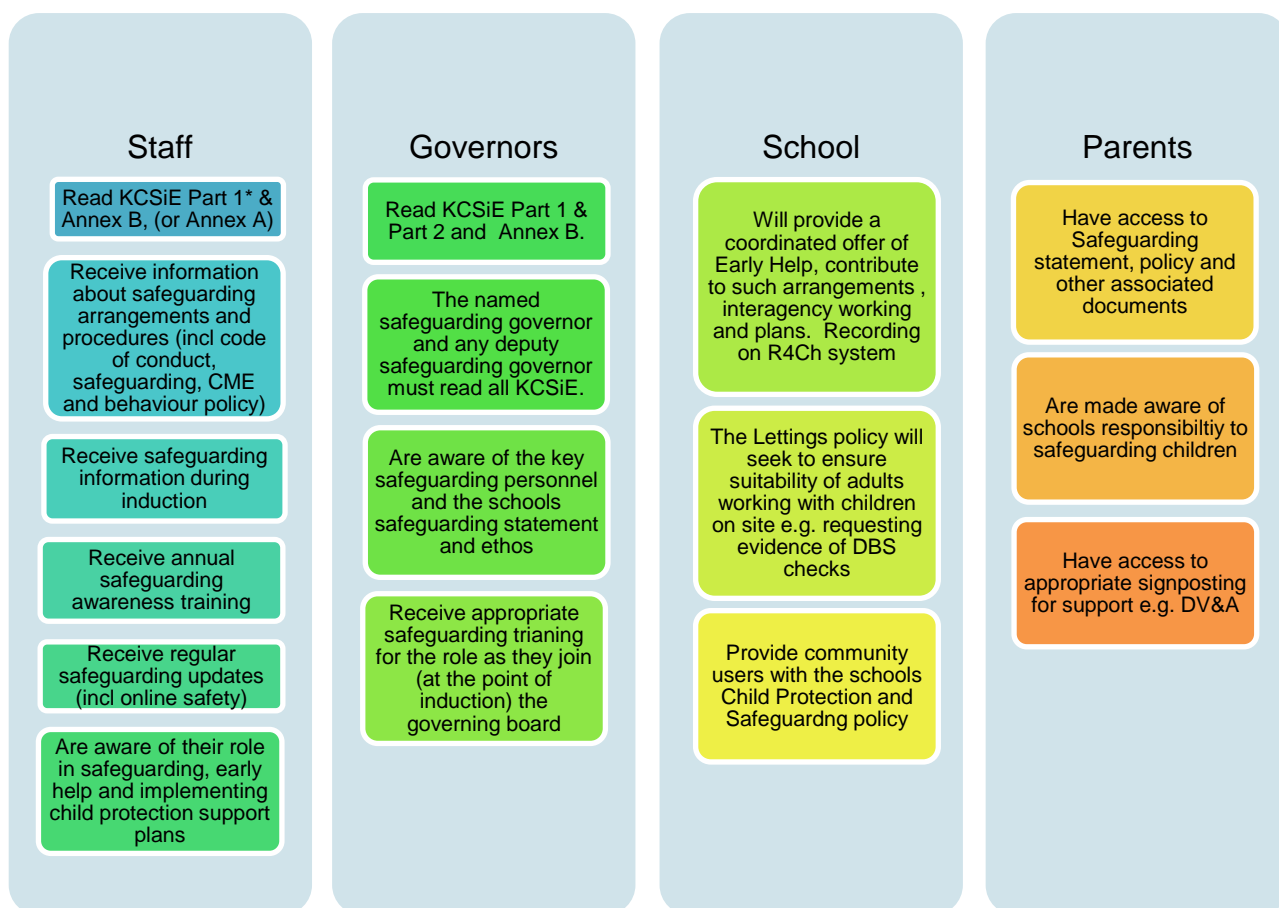 Staff
Read KCSiE Part 1* &
Annex B, (or Annex A)
Receive information
about safeguarding
arrangements and
procedures (incl code
of conduct,
safeguarding, CME
and behaviour policy)
Receive safeguarding
information during
induction
Receive annual
safeguarding
awareness training
Receive regular
safeguarding updates
(incl online safety)
Are aware of their role
in safeguarding, early
help and implementing
child protection support
plans
Governors
Read KCSiE Part 1 &
Part 2 and Annex B.
The named
safeguarding governor
and any deputy
safeguarding governor
must read all KCSiE.
Are aware of the key
safeguarding personnel
and the schools
safeguarding statement
and ethos
Receive appropriate
safeguarding trianing
for the role as they join
(at the point of
induction) the
governing board
School
Will provide a
coordinated offer of
Early Help, contribute
to such arrangements ,
interagency working
and plans. Recording
on R4Ch system
The Lettings policy will
seek to ensure
suitability of adults
working with children
on site e.g. requesting
evidence of DBS
checks
Provide community
users with the schools
Child Protection and
Safeguardng policy
Parents
Have access to
Safeguarding
statement, policy and
other associated
documents
Are made aware of
schools responsibiltiy to
safeguarding children
Have access to
appropriate signposting
for support e.g. DV&A